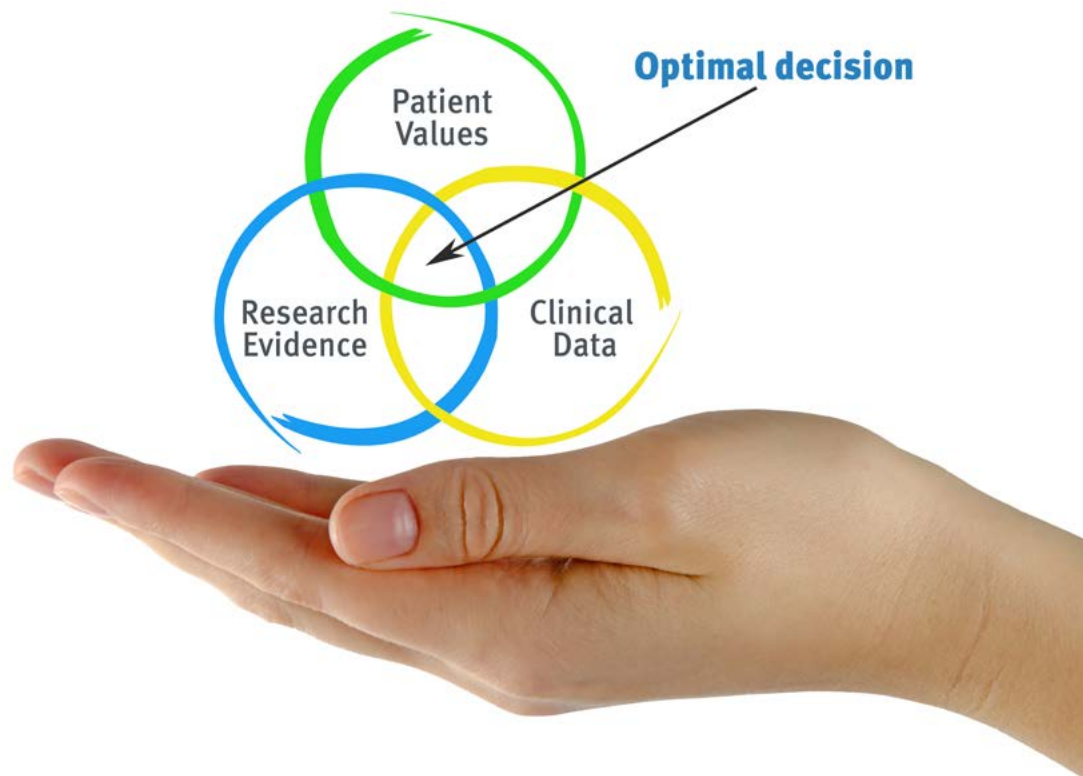 Optimal decision
Patient
Values
Research
Evidence
Clinical
Data